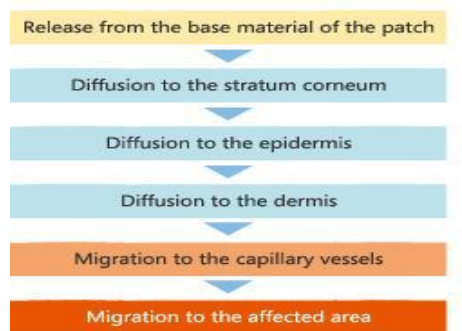 Release from the base material of the patch
Diffusion to the stratum corneum
Diffusion to the epidermis
Diffusion to the dermis
Migration to the capillary vessels
Migration to the affected area